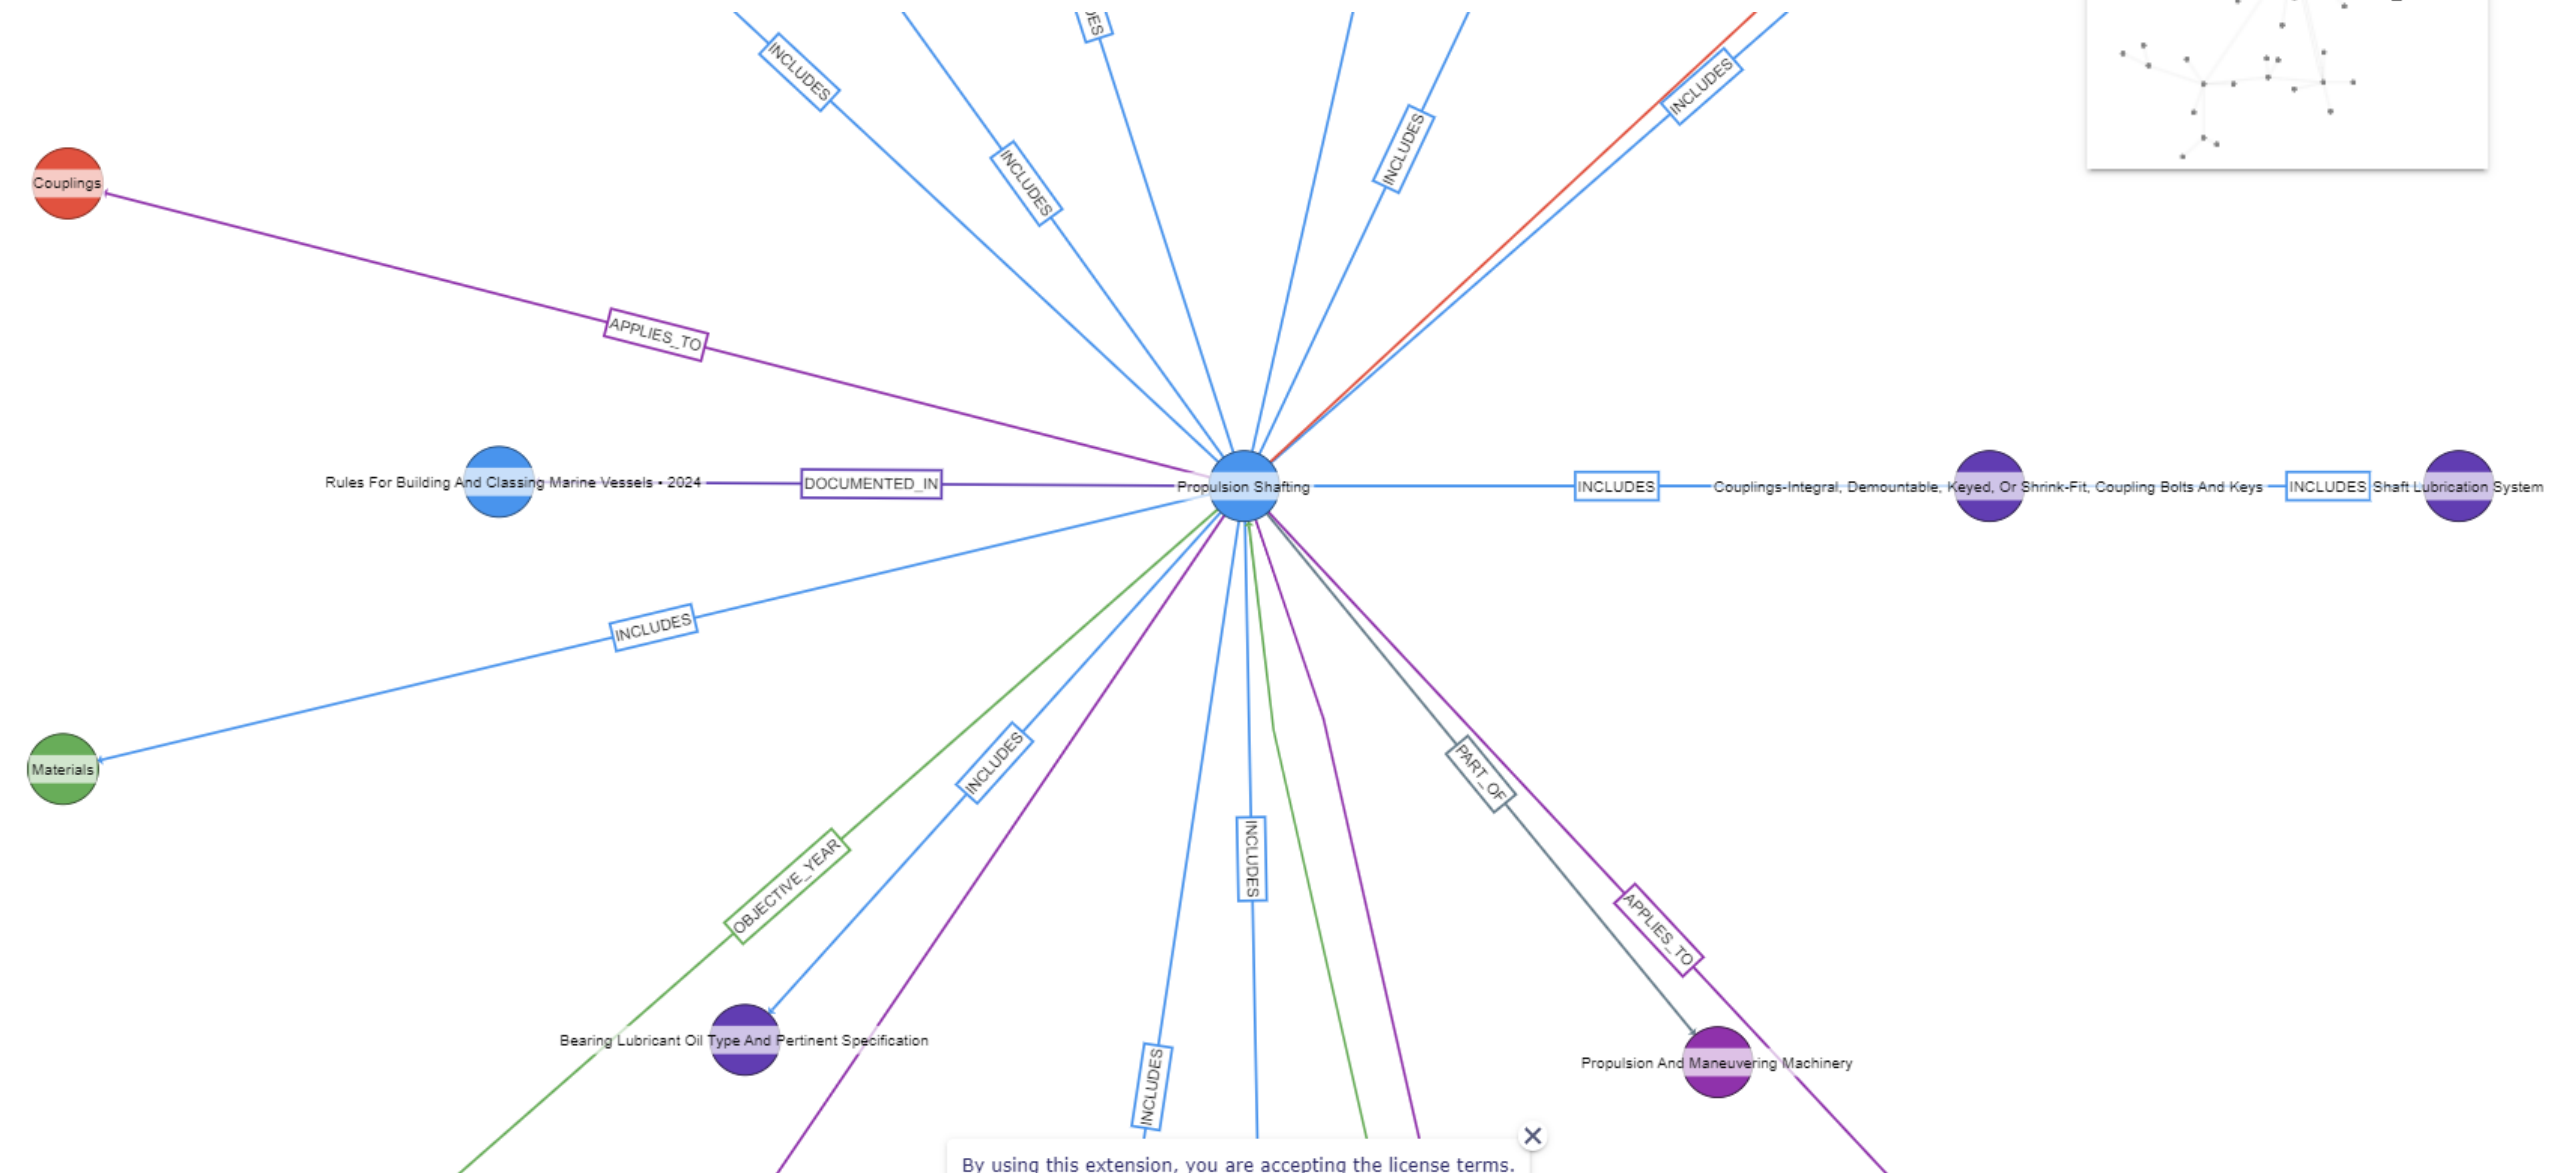 INCLUDES
INCLUDES
INCLUDES
INCLUDES
Couplings
APPLIES_TO
Rules For Building And Classing Marine Vessels • 2024
DOCUMENTED_IN
Propulsion Shafting
INCLUDES
Couplings-Integral, Demountable, Keyed, Or Shrink-Fit, Coupling Bolts And Keys
INCLUDES
Shaft Lubrication System
INCLUDES
Materials
INCLUDES
PART_OF
OBJECTIVE_YEAR
INCLUDES
APPLIES_TO
Bearing Lubricant Oil Type And Pertinent Specification
INCLUDES
Propulsion And Maneuvering Machinery
By using this extension, you are accepting the license terms.